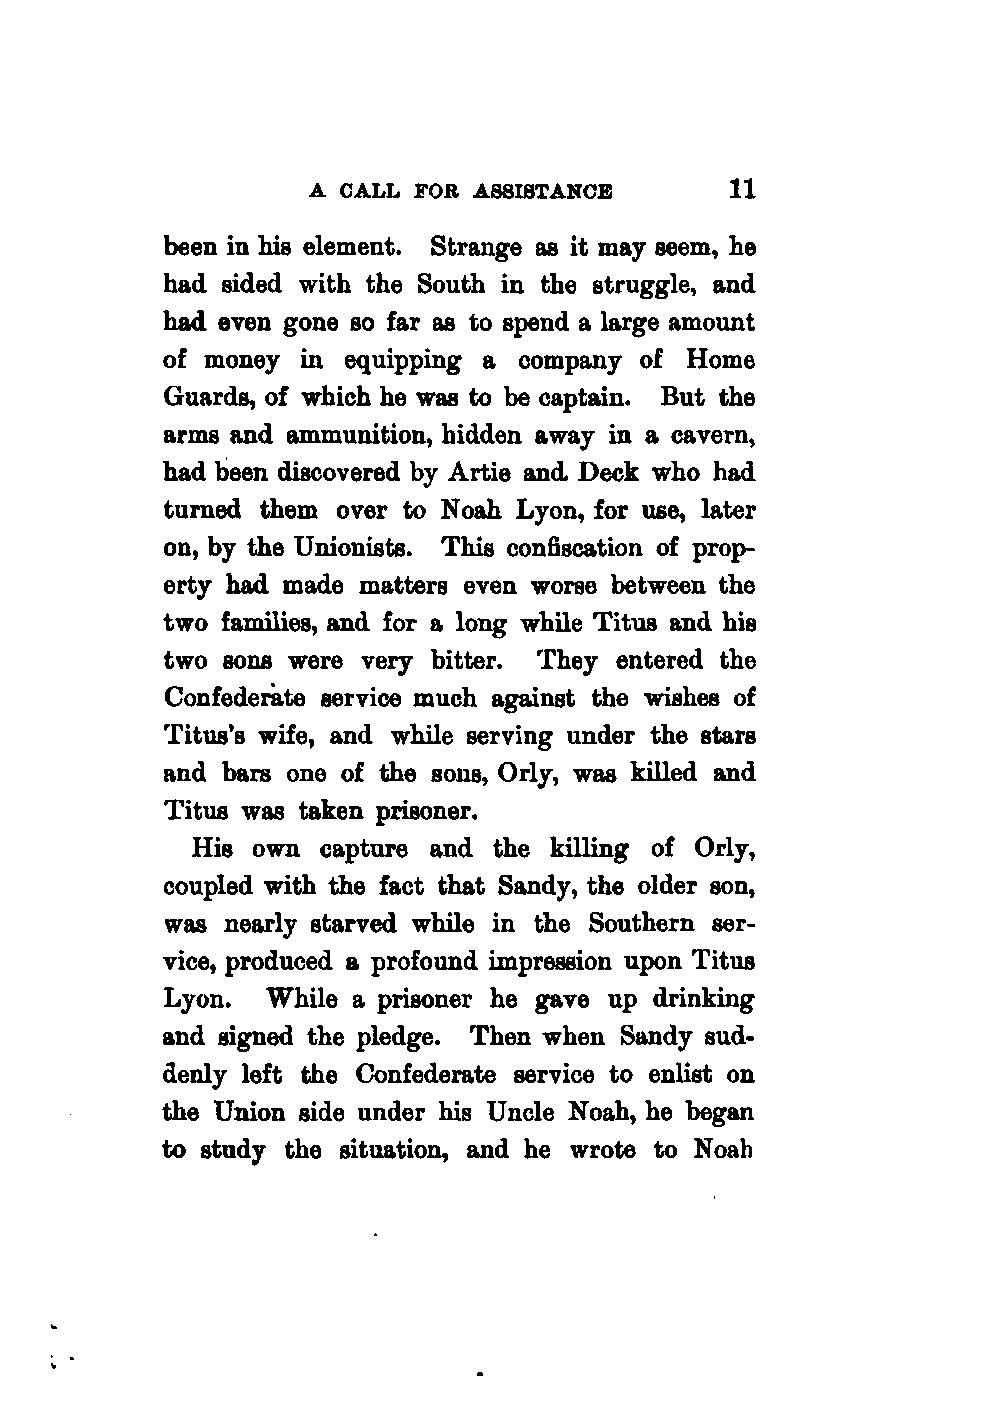 A CALL FOR ASSISTANCE 11
been in his element. Strange as it may seem, he
had sided with the South in the struggle, and
had even gone so far as to spend a large amount
of money in equipping a company of Home
Guards, of which he was to be captain. But the
arms and ammunition, hidden away in a cavern,
had been discovered by Artie and Deck who had
turned them over to Noah Lyon, for use, later
on, by the Unionists. This confiscation of prop-
erty had made matters even worse between the
two families, and for a long while Titus and his
two sons were very bitter. They entered the
Confederate service much against the wishes of
Titus's wife, and while serving under the stars
and bars one of the sons, Orly, was killed and
Titus was taken prisoner.
His own capture and the killing of Orly,
coupled with the fact that Sandy, the older son,
was nearly starved while in the Southern ser-
vice, produced a profound impression upon Titus
Lyon. While a prisoner he gave up drinking
and signed the pledge. Then when Sandy sud-
denly left the Confederate service to enlist on
the Union side under his Uncle Noah, he began
to study the situation, and he wrote to Noah